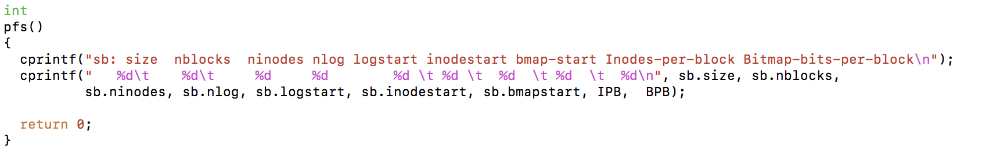 int
pfs()
{
  cprintf("sb: size  nblocks  ninodes nlog logstart inodestart bmap-start Inodes-per-block Bitmap-bits-per-block\n");
  cprintf("   %d\t    %d\t     %d     %d        %d \t %d \t  %d  \t %d  \t  %d\n", sb.size, sb.nblocks,
          sb.ninodes, sb.nlog, sb.logstart, sb.inodestart, sb.bmapstart, IPB,  BPB);

  return 0;
}